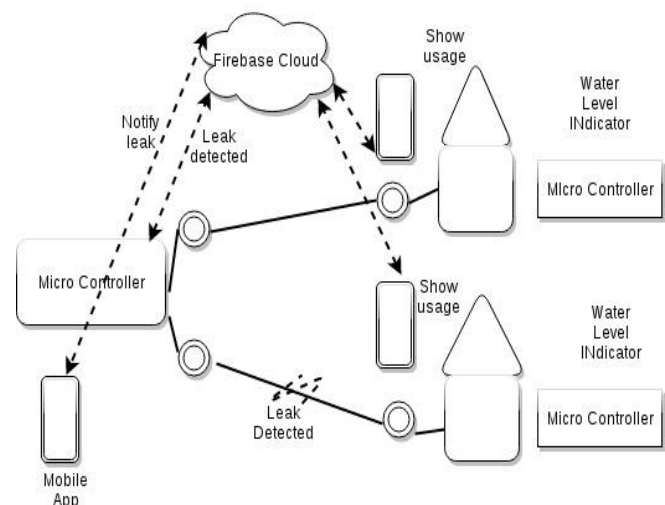 Firebase Cloud
Show
usage
Water
Level
INdicator
Notify
leak
Leak
detected
MIcro Controller
Micro Controller
Show
usage
Water
Level
INdicator
Leak
Detected
Micro Controller
Mobile
App